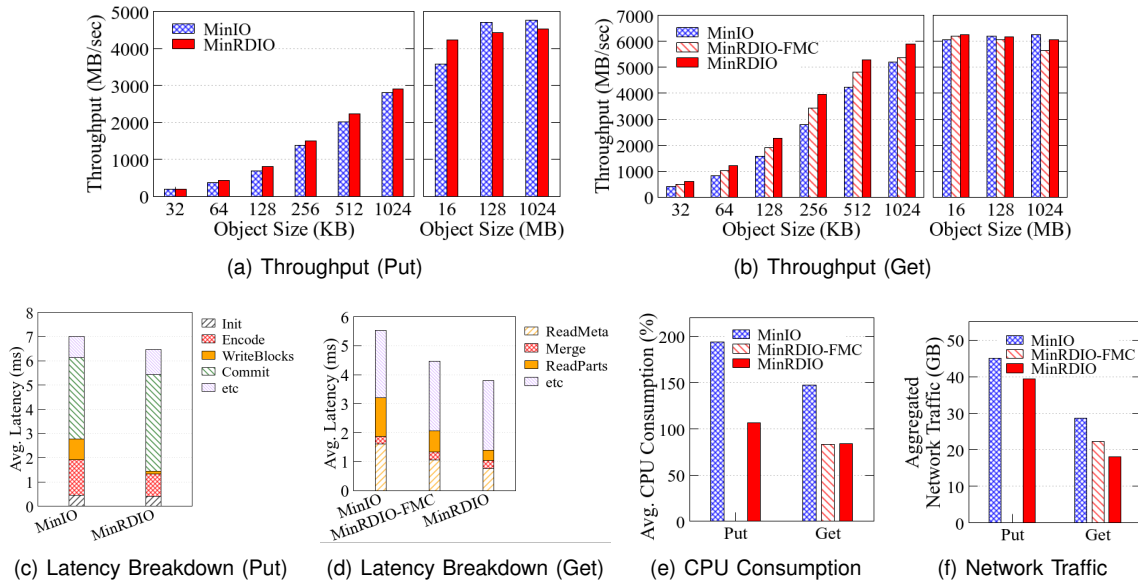 5000
4000
3000
2000
1000
0
Throughput (MB/sec)
MinIO
MinRDIO
32 64 128 256 512 1024
Object Size (KB)
16 128 1024
Object Size (MB)
(a) Throughput (Put)
7000
6000
5000
4000
3000
2000
1000
0
Throughput (MB/sec)
MinIO
MinRDIO-FMC
MinRDIO
32 64 128 256 512 1024
Object Size (KB)
16 128 1024
Object Size (MB)
(b) Throughput (Get)
8
7
6
5
4
3
2
1
0
Avg. Latency (ms)
Init
Encode
WriteBlocks
Commit
etc
MinIO
MinRDIO
(c) Latency Breakdown (Put)
6
5
4
3
2
1
0
Avg. Latency (ms)
ReadMeta
Merge
ReadParts
etc
MinIO
MinRDIO-FMC
MinRDIO
(d) Latency Breakdown (Get)
200
150
100
50
0
Avg. CPU Consumption (%)
MinIO
MinRDIO-FMC
MinRDIO
Put Get
(e) CPU Consumption
50
40
30
20
10
0
Aggregated
Network Traffic (GB)
MinIO
MinRDIO-FMC
MinRDIO
Put Get
(f) Network Traffic